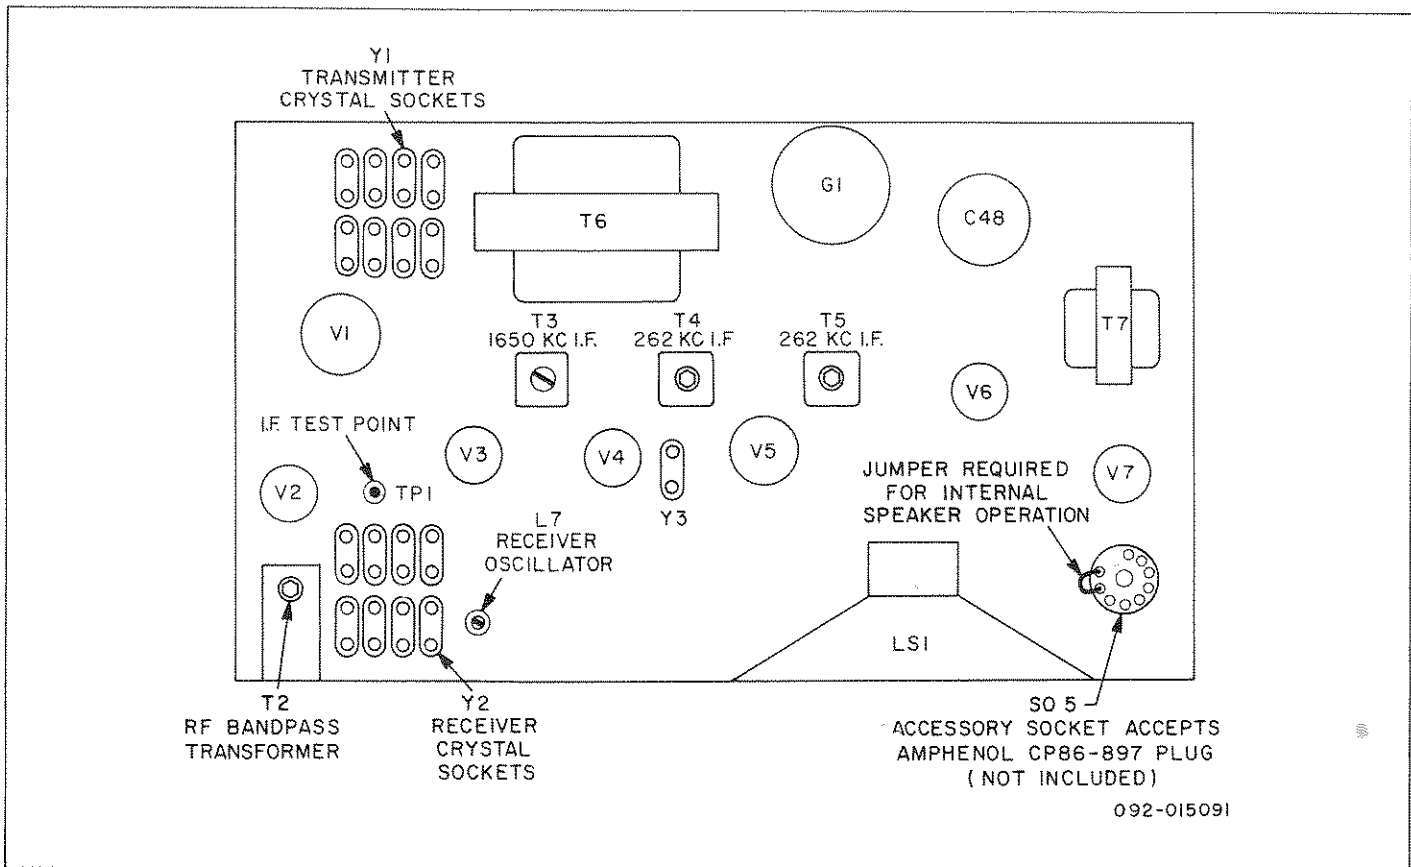 Y1
TRANSMITTER
CRYSTAL SOCKETS
T6
G1
C48
T7
V1
T3
1650 KC I.F.
T4
262 KC I.F
T5
262 KC I.F.
V6
I.F. TEST POINT
V3
V4
V5
V2
TP1
Y3
JUMPER REQUIRED
FOR INTERNAL
SPEAKER OPERATION
V7
L7
RECEIVER
OSCILLATOR
LS1
T2
RF BANDPASS
TRANSFORMER
Y2
RECEIVER
CRYSTAL
SOCKETS
SO 5
ACCESSORY SOCKET ACCEPTS
AMPHENOL CP86-897 PLUG
(NOT INCLUDED)
092-015091